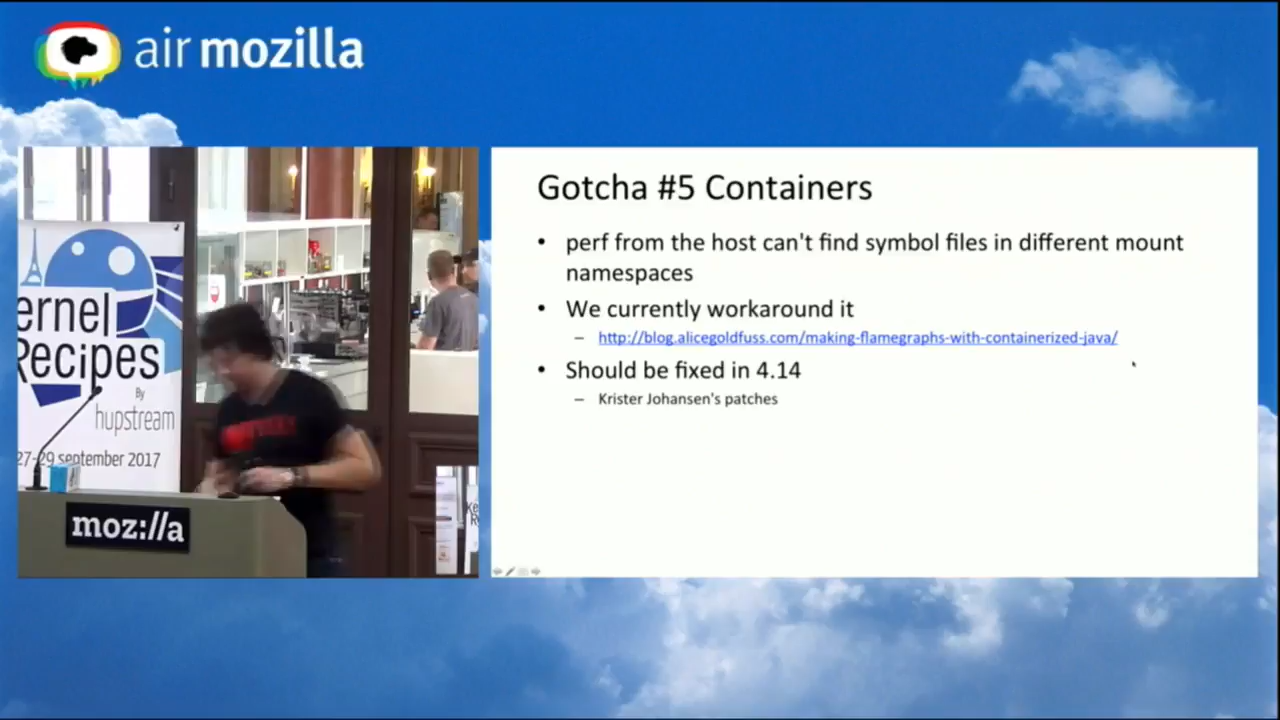 air mozilla
ernel
Recipes
By
hupstream
27-29 september 2017
moz://a
Gotcha #5 Containers
• perf from the host can't find symbol files in different mount
namespaces
• We currently workaround it
– http://blog.alicegoldfuss.com/making-flamegraphs-with-containerized-java/
• Should be fixed in 4.14
– Krister Johansen's patches